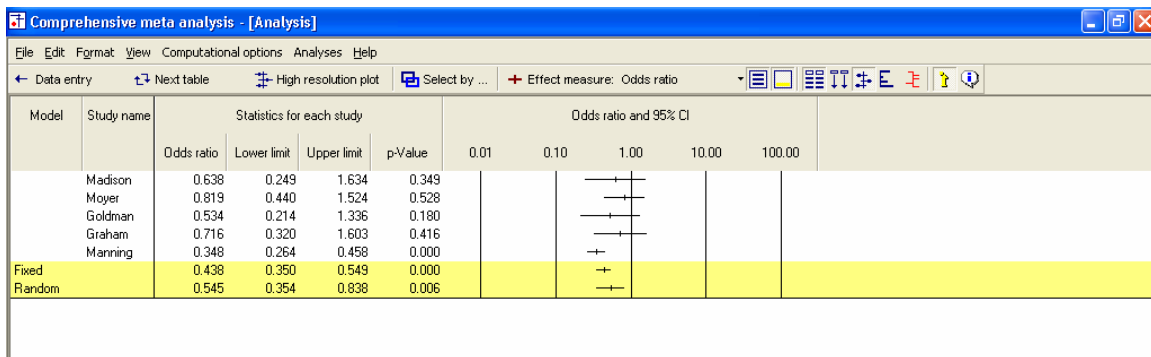 Comprehensive meta analysis - [Analysis]
File Edit Format View Computational options Analyses Help
← Data entry Next table High resolution plot Select by ... + Effect measure: Odds ratio
Model Study name Statistics for each study Odds ratio and 95% CI
Odds ratio Lower limit Upper limit p-Value 0.01 0.10 1.00 10.00 100.00
Madison 0.638 0.249 1.634 0.349
Moyer 0.819 0.440 1.524 0.528
Goldman 0.534 0.214 1.336 0.180
Graham 0.716 0.320 1.603 0.416
Manning 0.348 0.264 0.458 0.000
Fixed 0.438 0.350 0.549 0.000
Random 0.545 0.354 0.838 0.006